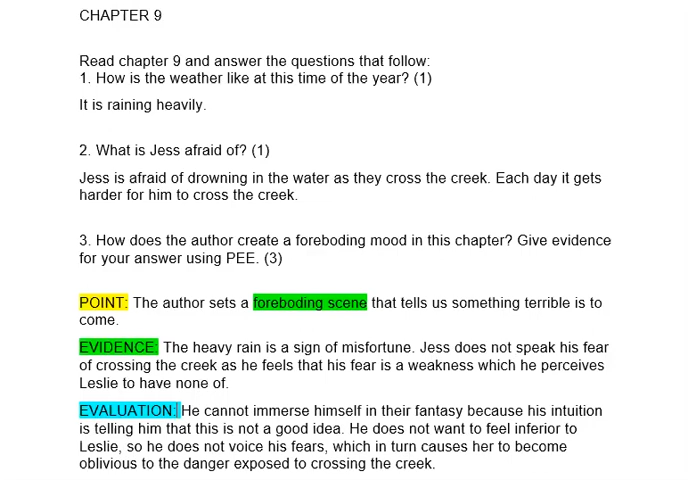 CHAPTER 9
Read chapter 9 and answer the questions that follow:
1. How is the weather like at this time of the year? (1)
It is raining heavily.
2. What is Jess afraid of? (1)
Jess is afraid of drowning in the water as they cross the creek. Each day it gets
harder for him to cross the creek.
3. How does the author create a foreboding mood in this chapter? Give evidence
for your answer using PEE. (3)
POINT: The author sets a foreboding scene that tells us something terrible is to
come.
EVIDENCE: The heavy rain is a sign of misfortune. Jess does not speak his fear
of crossing the creek as he feels that his fear is a weakness which he perceives
Leslie to have none of.
EVALUATION: He cannot immerse himself in their fantasy because his intuition
is telling him that this is not a good idea. He does not want to feel inferior to
Leslie, so he does not voice his fears, which in turn causes her to become
oblivious to the danger exposed to crossing the creek.